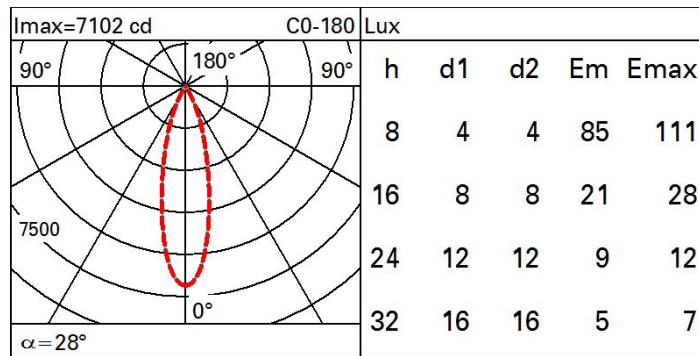 Imax=7102 cd C0-180 Lux
90° 180° 90°
h d1 d2 Em Emax
8 4 4 85 111
16 8 8 21 28
7500
24 12 12 9 12
0°
32 16 16 5 7
α=28°